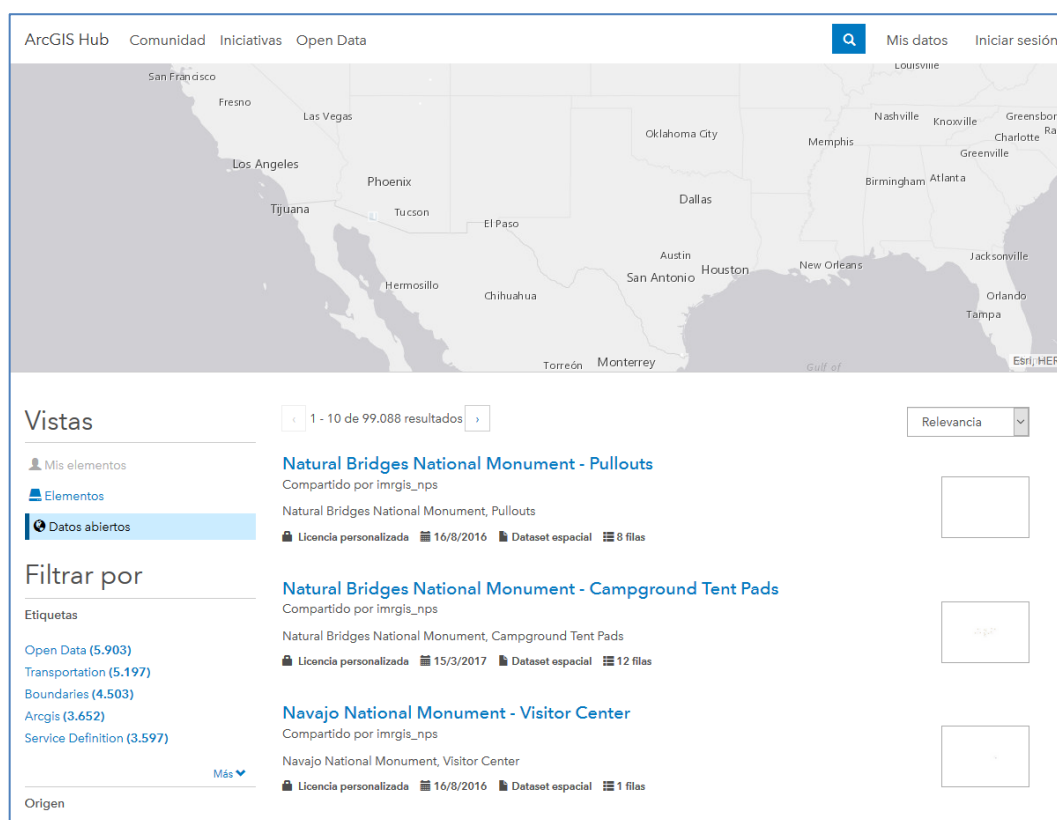 ArcGIS Hub Comunidad Iniciativas Open Data Mis datos Iniciar sesión
San Francisco
Fresno
Las Vegas
Los Angeles
Phoenix
Tijuana
Tucson
El Paso
Hermosillo
Chihuahua
Torreón
Monterrey
Oklahoma City
Dallas
Austin
San Antonio
Houston
Louisville
Nashville
Knoxville
Greensbor
Charlotte
Ra
Memphis
Greenville
Birmingham
Atlanta
New Orleans
Jacksonville
Orlando
Tampa
Gulf of
Esri, HER
Vistas
Mis elementos
Elementos
Datos abiertos
Filtrar por
Etiquetas
Open Data (5.903)
Transportation (5.197)
Boundaries (4.503)
Arcgis (3.652)
Service Definition (3.597)
Más
Origen
1 - 10 de 99.088 resultados
Relevancia
Natural Bridges National Monument - Pullouts
Compartido por imrgis_nps
Natural Bridges National Monument, Pullouts
Licencia personalizada 16/8/2016 Dataset espacial 8 filas
Natural Bridges National Monument - Campground Tent Pads
Compartido por imrgis_nps
Natural Bridges National Monument, Campground Tent Pads
Licencia personalizada 15/3/2017 Dataset espacial 12 filas
Navajo National Monument - Visitor Center
Compartido por imrgis_nps
Navajo National Monument, Visitor Center
Licencia personalizada 16/8/2016 Dataset espacial 1 filas